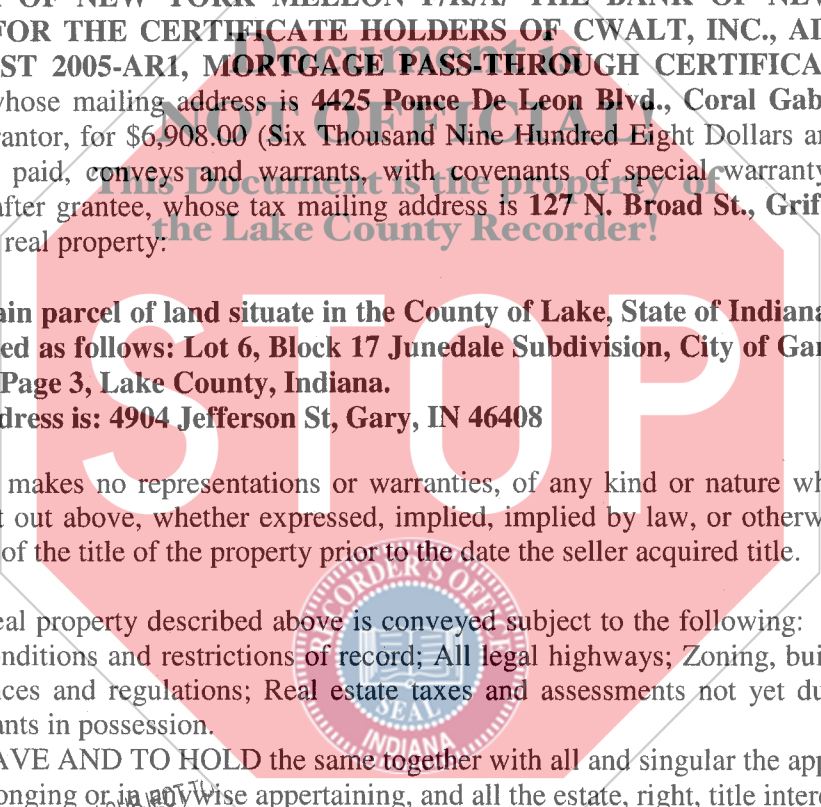 OF NEW YORK MELLON F/K/A/ THE BANK OF NEW
FOR THE CERTIFICATE HOLDERS OF CWALT, INC., AL
ST 2005-AR1, MORTGAGE PASS-THROUGH CERTIFICA
whose mailing address is 4425 Ponce De Leon Blvd., Coral Gab
rantor, for $6,908.00 (Six Thousand Nine Hundred Eight Dollars an
paid, conveys and warrants, with covenants of special warranty
after grantee, whose tax mailing address is 127 N. Broad St., Grif
real property:
Document is
NOT OFFICIAL!
This Document is the property of
the Lake County Recorder!
ain parcel of land situate in the County of Lake, State of Indiana
ed as follows: Lot 6, Block 17 Junedale Subdivision, City of Gar
Page 3, Lake County, Indiana.
dress is: 4904 Jefferson St, Gary, IN 46408
STOP
makes no representations or warranties, of any kind or nature wh
t out above, whether expressed, implied, implied by law, or otherw
of the title of the property prior to the date the seller acquired title.
eal property described above is conveyed subject to the following:
onditions and restrictions of record; All legal highways; Zoning, bui
ces and regulations; Real estate taxes and assessments not yet du
ants in possession.
RECORDER'S OFFICE
SEAL
INDIANA
AVE AND TO HOLD the same together with all and singular the app
onging or in anywise appertaining, and all the estate, right, title inter